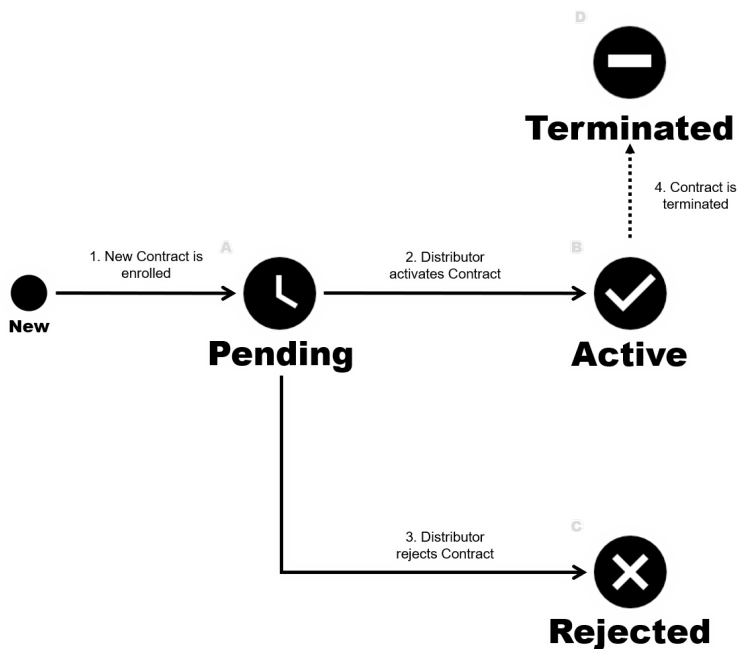 D
Terminated
4. Contract is
terminated
A
1. New Contract is
enrolled
2. Distributor
activates Contract
B
New
Pending
Active
3. Distributor
rejects Contract
C
Rejected